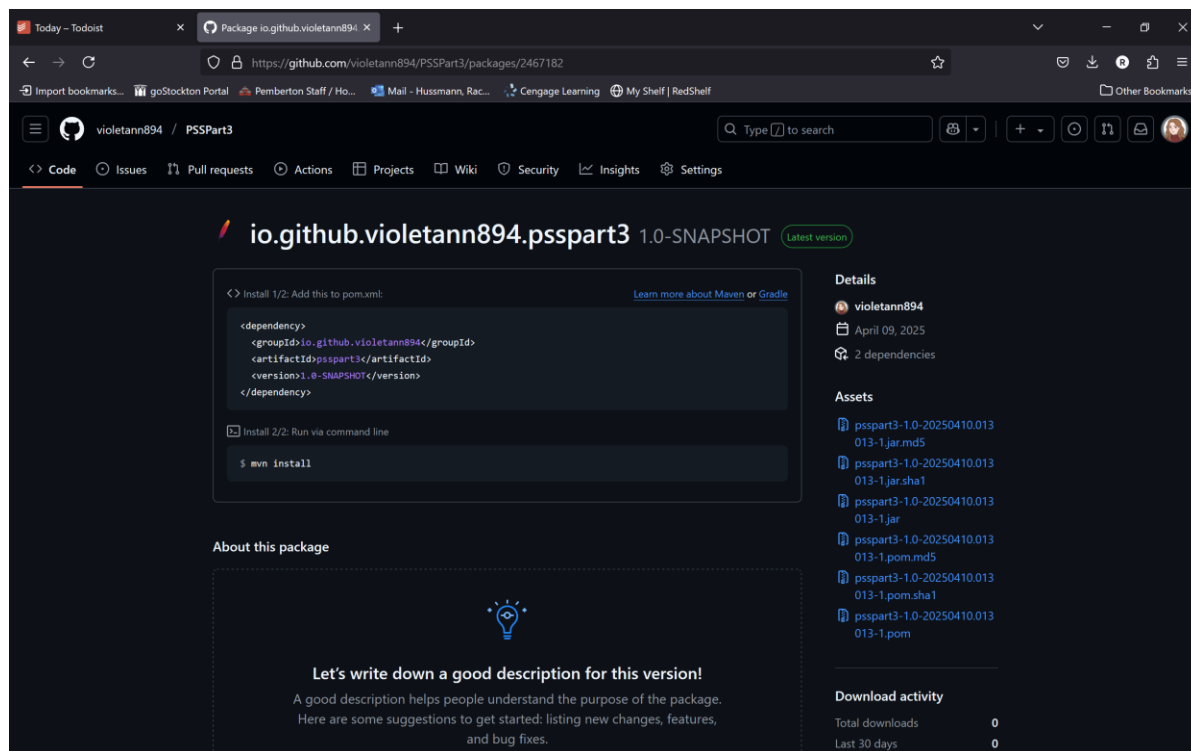 Today – Todoist
Package io.github.violetann894
https://github.com/violetann894/PSSPart3/packages/2467182
Import bookmarks... goStockton Portal Pemberton Staff / Ho... Mail - Hussmann, Rac... Cengage Learning My Shelf | RedShelf Other Bookmarks
violetann894 / PSSPart3 Type / to search
Code Issues Pull requests Actions Projects Wiki Security Insights Settings
io.github.violetann894.psspart3 1.0-SNAPSHOT Latest version
Install 1/2: Add this to pom.xml: Learn more about Maven or Gradle
<dependency>
<groupId>io.github.violetann894</groupId>
<artifactId>psspart3</artifactId>
<version>1.0-SNAPSHOT</version>
</dependency>
Install 2/2: Run via command line
$ mvn install
About this package
Let's write down a good description for this version!
A good description helps people understand the purpose of the package.
Here are some suggestions to get started: listing new changes, features,
and bug fixes.
Details
violetann894
April 09, 2025
2 dependencies
Assets
psspart3-1.0-20250410.013
013-1.jar.md5
psspart3-1.0-20250410.013
013-1.jar.sha1
psspart3-1.0-20250410.013
013-1.jar
psspart3-1.0-20250410.013
013-1.pom.md5
psspart3-1.0-20250410.013
013-1.pom.sha1
psspart3-1.0-20250410.013
013-1.pom
Download activity
Total downloads 0
Last 30 days 0